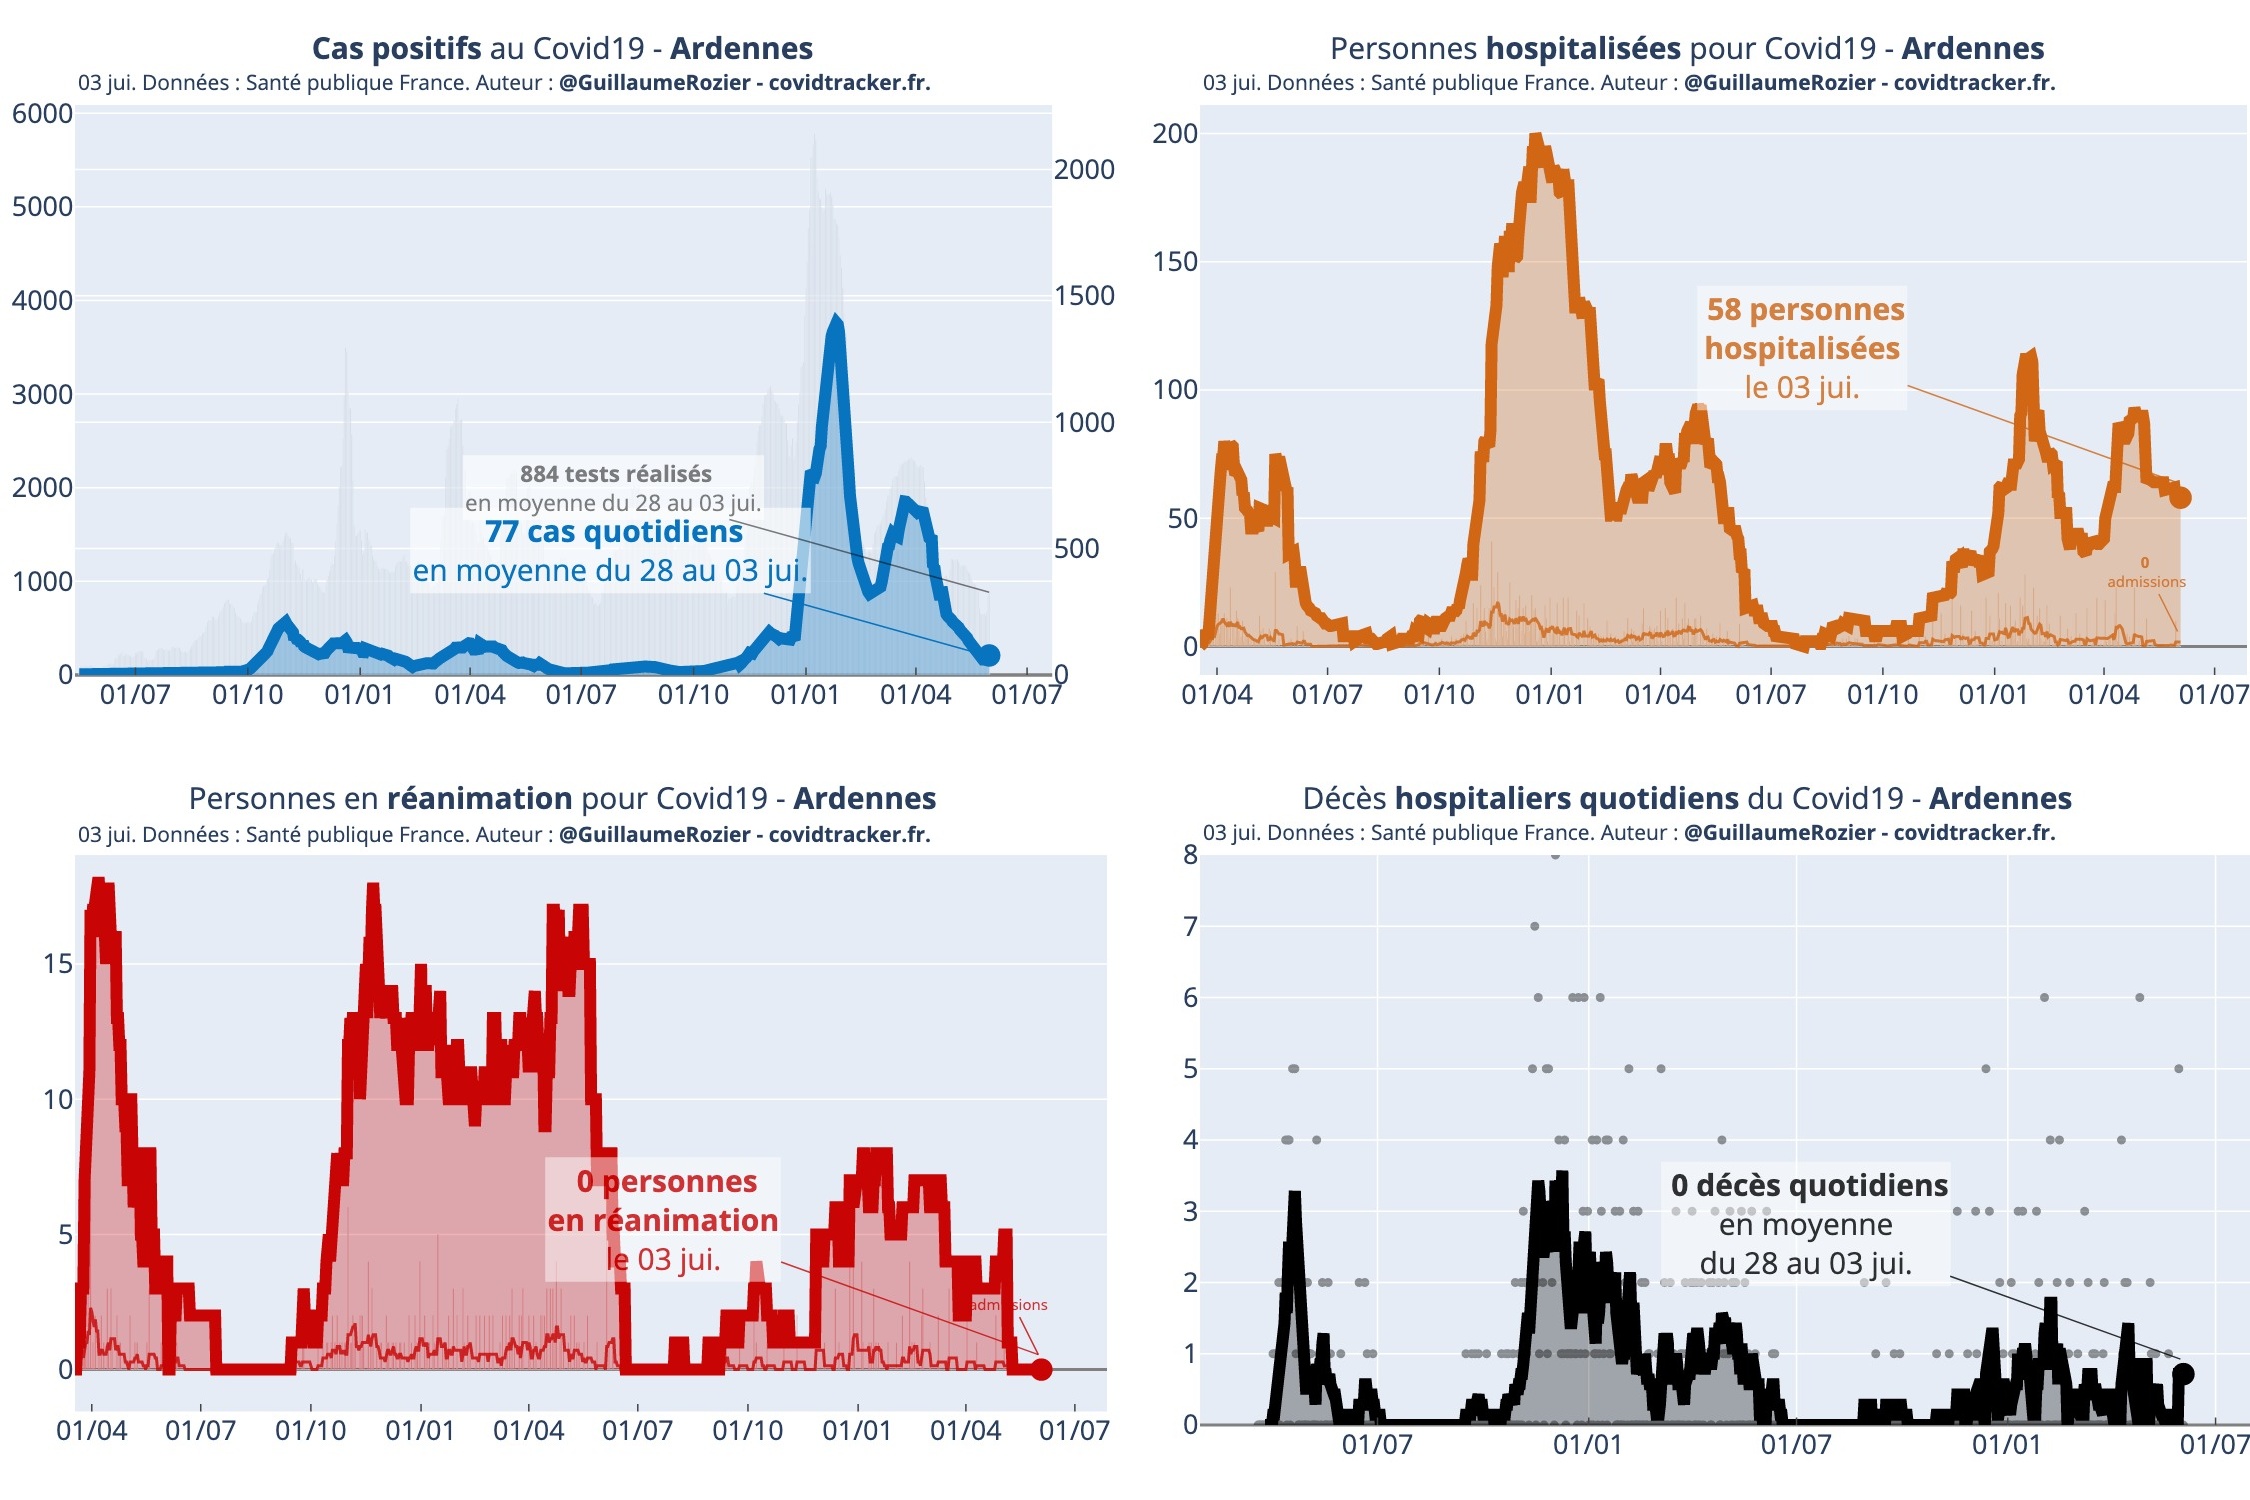 Cas positifs au Covid19 - Ardennes
03 jui. Données : Santé publique France. Auteur : @GuillaumeRozier - covidtracker.fr.
6000
5000
4000
3000
2000
1000
0
2000
1500
1000
500
0
884 tests réalisés
en moyenne du 28 au 03 jui.
77 cas quotidiens
en moyenne du 28 au 03 jui.
01/07 01/10 01/01 01/04 01/07 01/10 01/01 01/04 01/07
Personnes hospitalisées pour Covid19 - Ardennes
03 jui. Données : Santé publique France. Auteur : @GuillaumeRozier - covidtracker.fr.
200
150
100
50
0
58 personnes
hospitalisées
le 03 jui.
0
admissions
01/04 01/07 01/10 01/01 01/04 01/07 01/10 01/01 01/04 01/07
Personnes en réanimation pour Covid19 - Ardennes
03 jui. Données : Santé publique France. Auteur : @GuillaumeRozier - covidtracker.fr.
15
10
5
0
0 personnes
en réanimation
le 03 jui.
admissions
01/04 01/07 01/10 01/01 01/04 01/07 01/10 01/01 01/04 01/07
Décès hospitaliers quotidiens du Covid19 - Ardennes
03 jui. Données : Santé publique France. Auteur : @GuillaumeRozier - covidtracker.fr.
8
7
6
5
4
3
2
1
0
0 décès quotidiens
en moyenne
du 28 au 03 jui.
01/07 01/01 01/07 01/01 01/07